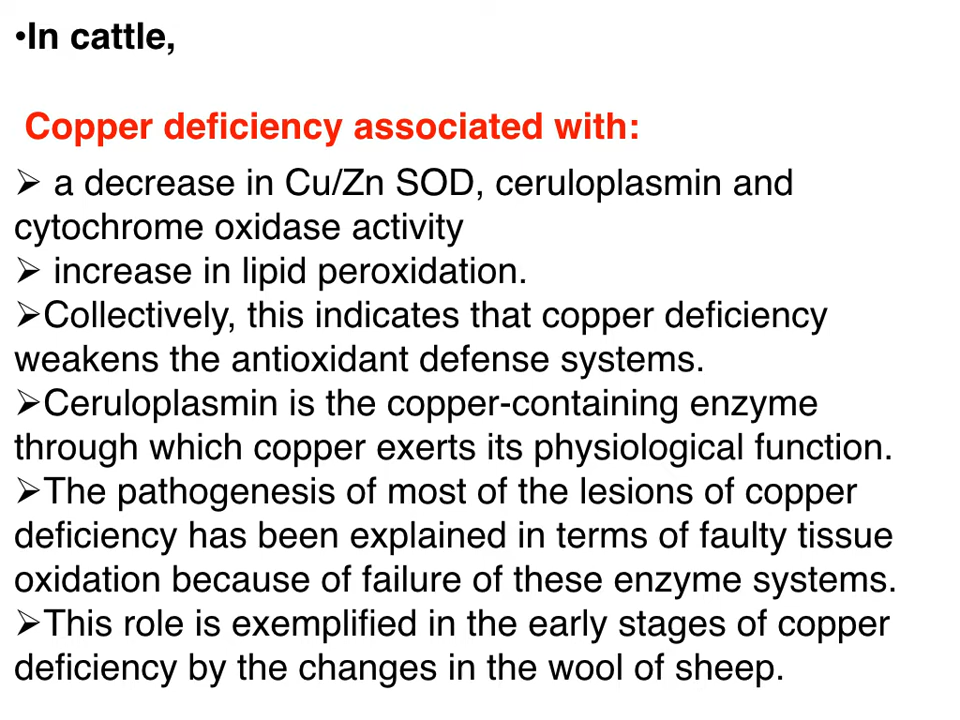 •In cattle,
Copper deficiency associated with:
➢ a decrease in Cu/Zn SOD, ceruloplasmin and
cytochrome oxidase activity
➢ increase in lipid peroxidation.
➢Collectively, this indicates that copper deficiency
weakens the antioxidant defense systems.
➢Ceruloplasmin is the copper-containing enzyme
through which copper exerts its physiological function.
➢The pathogenesis of most of the lesions of copper
deficiency has been explained in terms of faulty tissue
oxidation because of failure of these enzyme systems.
➢This role is exemplified in the early stages of copper
deficiency by the changes in the wool of sheep.